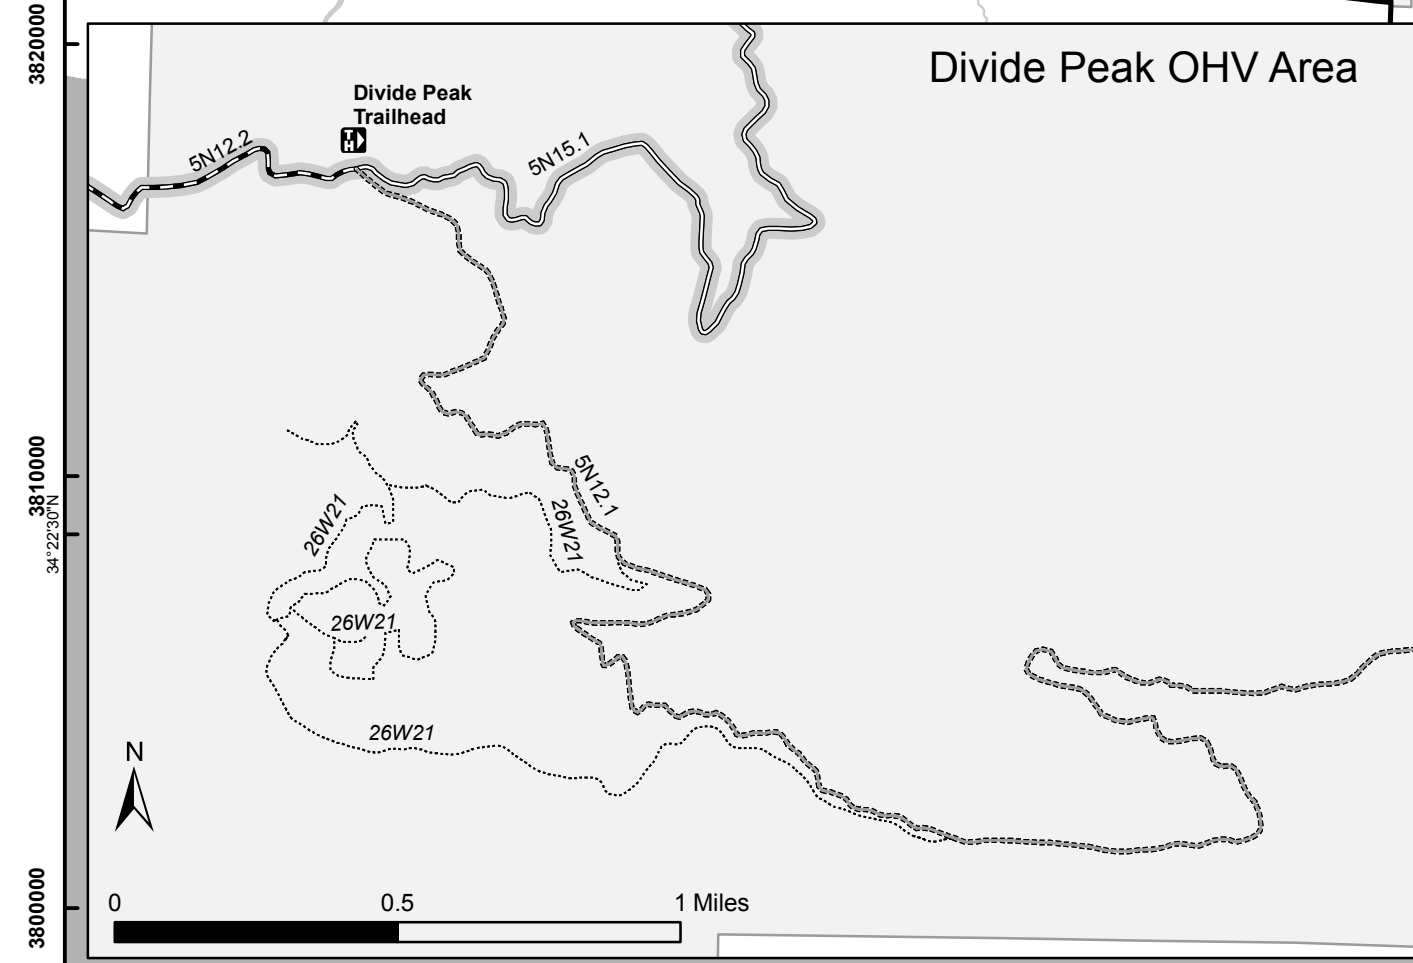 3820000
Divide Peak OHV Area
Divide Peak
Trailhead
T
H
5N12.2
5N15.1
3810000
34°22'30"N
5N12.1
26W21
26W21
26W21
26W21
N
0 0.5 1 Miles
3800000